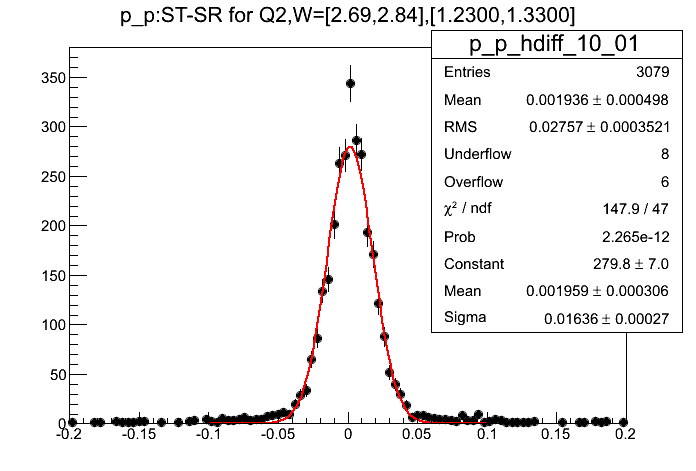 p_p:ST-SR for Q2,W=[2.69,2.84],[1.2300,1.3300]
p_p_hdiff_10_01
Entries 3079
Mean 0.001936 ± 0.000498
RMS 0.02757 ± 0.0003521
Underflow 8
Overflow 6
χ² / ndf 147.9 / 47
Prob 2.265e-12
Constant 279.8 ± 7.0
Mean 0.001959 ± 0.000306
Sigma 0.01636 ± 0.00027
350
300
250
200
150
100
50
0
-0.2 -0.15 -0.1 -0.05 0 0.05 0.1 0.15 0.2